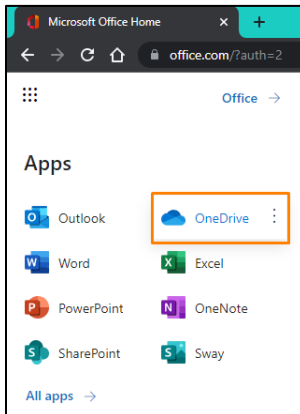 Microsoft Office Home
office.com/?auth=2
Office →
Apps
Outlook OneDrive
Word Excel
PowerPoint OneNote
SharePoint Sway
All apps →